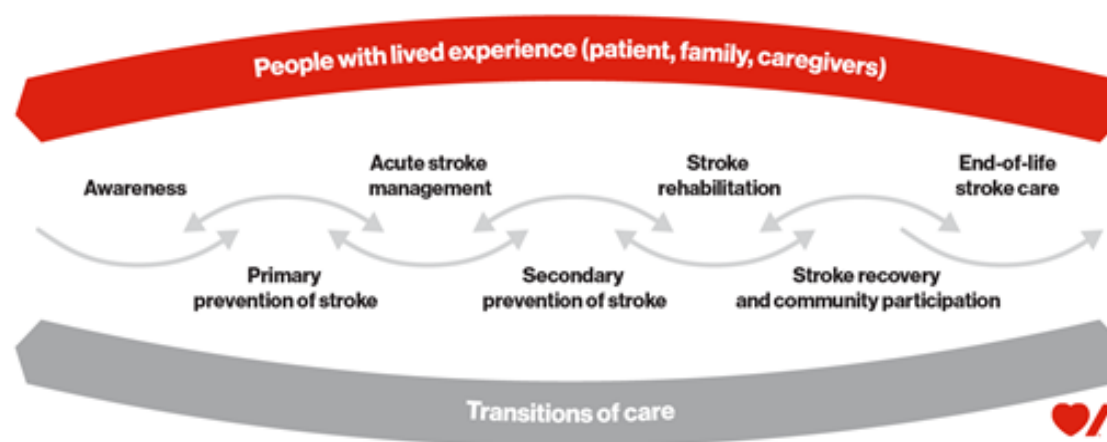 People with lived experience (patient, family, caregivers)
Awareness
Acute stroke
management
Stroke
rehabilitation
End-of-life
stroke care
Primary
prevention of stroke
Secondary
prevention of stroke
Stroke recovery
and community participation
Transitions of care